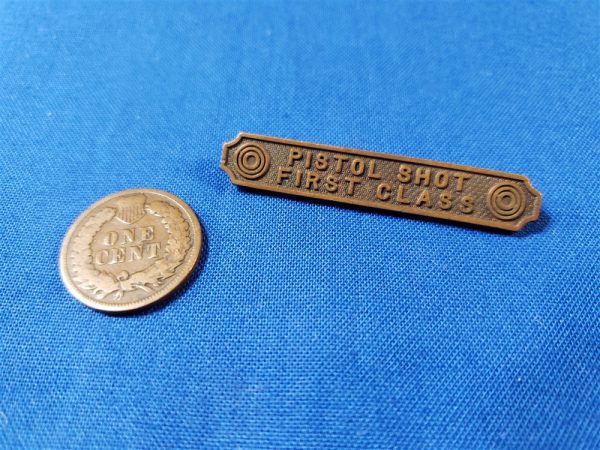 ONE
CENT
PISTOL SHOT
FIRST CLASS